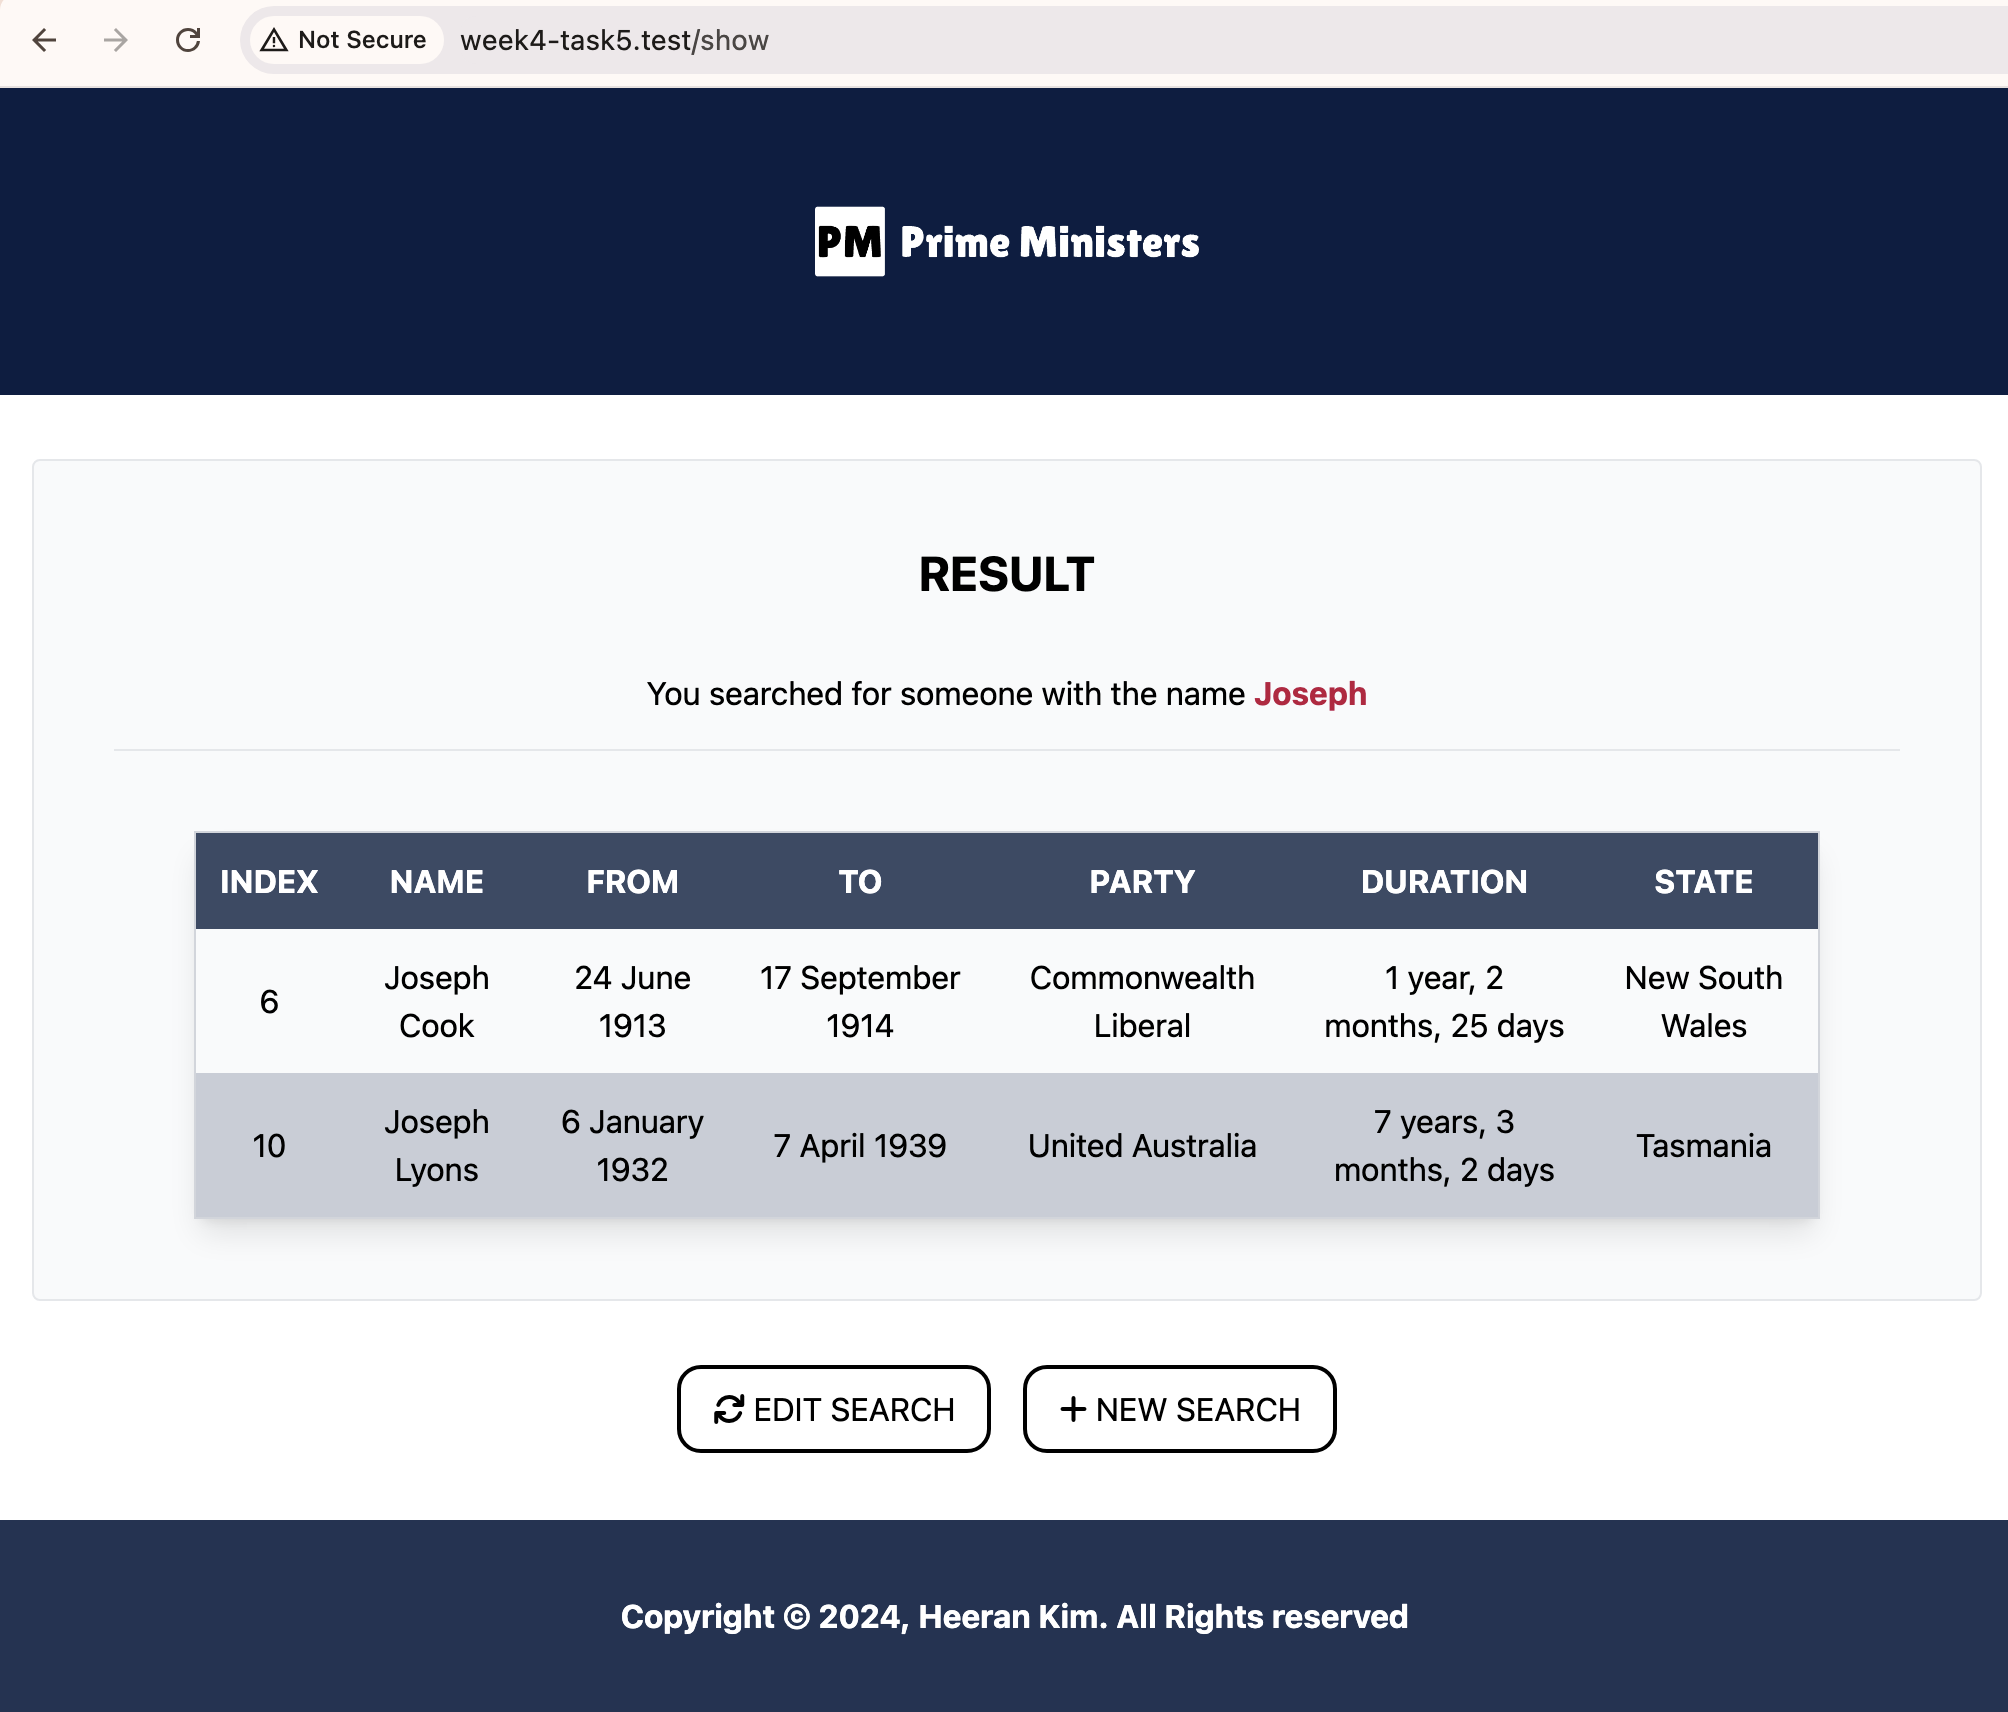 Not Secure week4-task5.test/show
PM Prime Ministers
RESULT
You searched for someone with the name Joseph
INDEX NAME FROM TO PARTY DURATION STATE
6 Joseph Cook 24 June 1913 17 September 1914 Commonwealth Liberal 1 year, 2 months, 25 days New South Wales
10 Joseph Lyons 6 January 1932 7 April 1939 United Australia 7 years, 3 months, 2 days Tasmania
EDIT SEARCH NEW SEARCH
Copyright © 2024, Heeran Kim. All Rights reserved